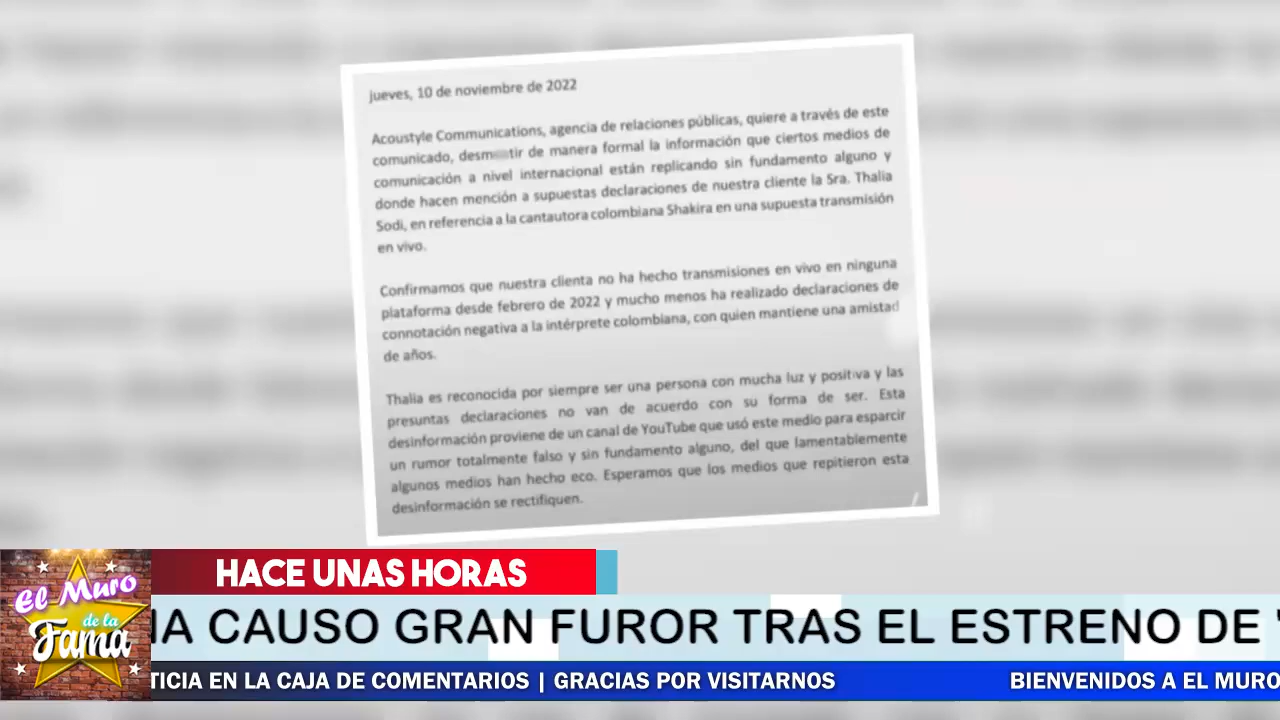 jueves, 10 de noviembre de 2022
Acoustyle Communications, agencia de relaciones públicas, quiere a través de este
comunicado, desmentir de manera formal la información que ciertos medios de
comunicación a nivel internacional están replicando sin fundamento alguno y
donde hacen mención a supuestas declaraciones de nuestra cliente la Sra. Thalia
Sodi, en referencia a la cantautora colombiana Shakira en una supuesta transmisión
en vivo.
Confirmamos que nuestra clienta no ha hecho transmisiones en vivo en ninguna
plataforma desde febrero de 2022 y mucho menos ha realizado declaraciones de
connotación negativa a la intérprete colombiana, con quien mantiene una amistad
de años.
Thalia es reconocida por siempre ser una persona con mucha luz y positiva y las
presuntas declaraciones no van de acuerdo con su forma de ser. Esta
desinformación proviene de un canal de YouTube que usó este medio para esparcir
un rumor totalmente falso y sin fundamento alguno, del que lamentablemente
algunos medios han hecho eco. Esperamos que los medios que repitieron esta
desinformación se rectifiquen.
HACE UNAS HORAS
IA CAUSO GRAN FUROR TRAS EL ESTRENO DE '
El Muro
de la
Fama
TICIA EN LA CAJA DE COMENTARIOS | GRACIAS POR VISITARNOS
BIENVENIDOS A EL MURO